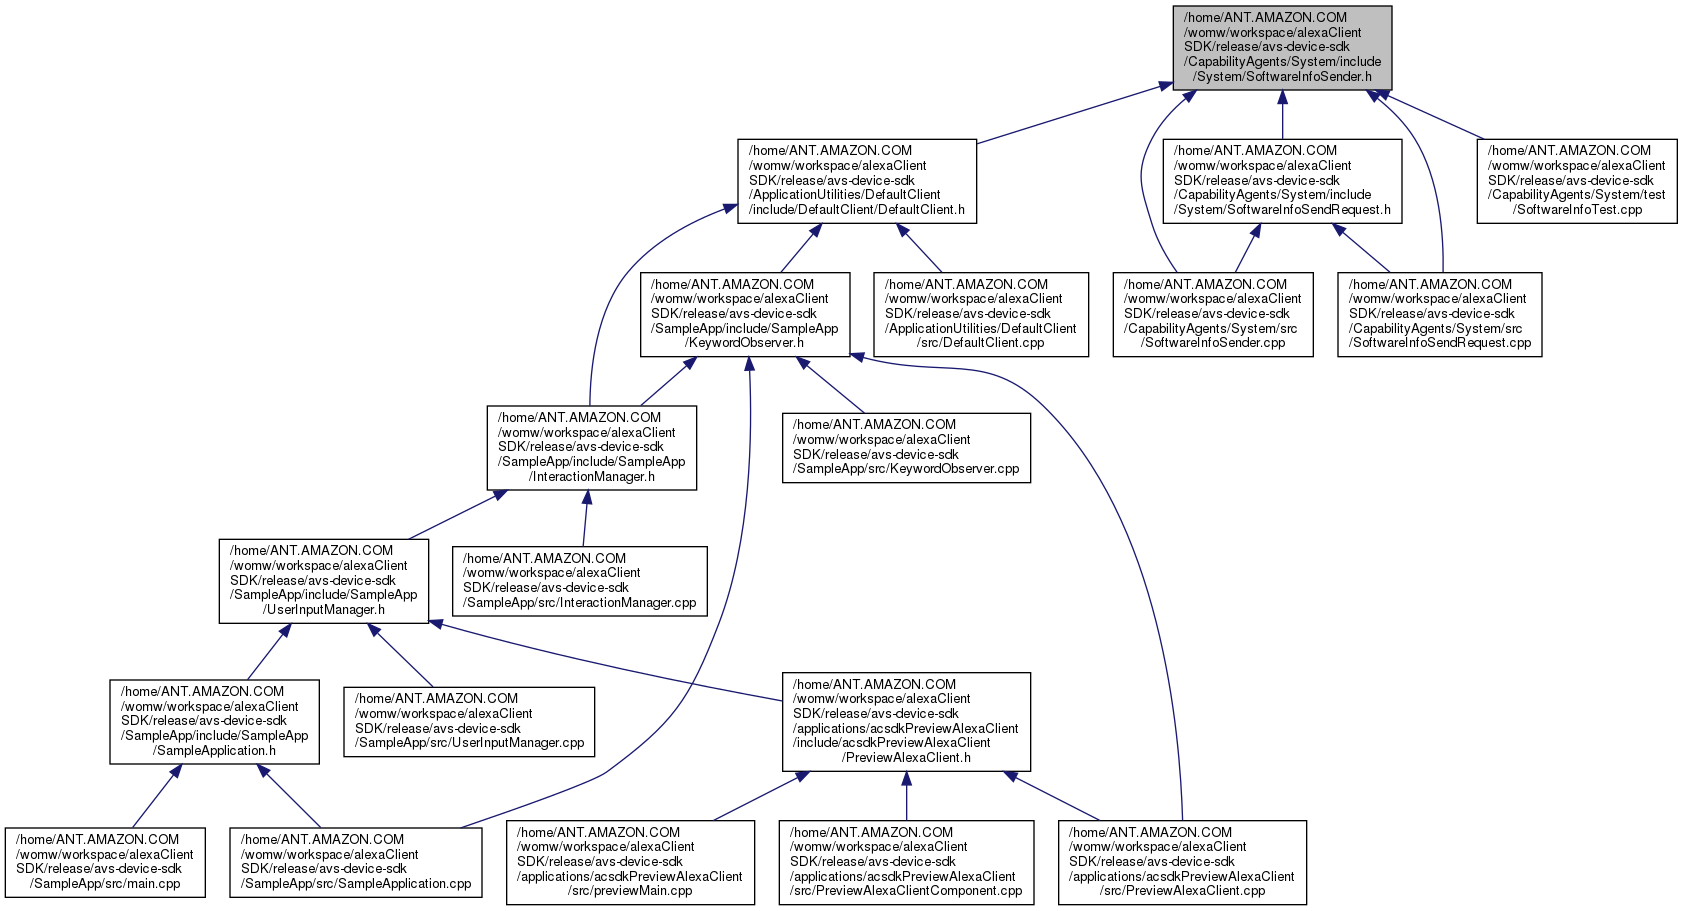 /home/ANT.AMAZON.COM
/womw/workspace/alexaClient
SDK/release/avs-device-sdk
/CapabilityAgents/System/include
/System/SoftwareInfoSender.h
/home/ANT.AMAZON.COM
/womw/workspace/alexaClient
SDK/release/avs-device-sdk
/ApplicationUtilities/DefaultClient
/include/DefaultClient/DefaultClient.h
/home/ANT.AMAZON.COM
/womw/workspace/alexaClient
SDK/release/avs-device-sdk
/CapabilityAgents/System/include
/System/SoftwareInfoSendRequest.h
/home/ANT.AMAZON.COM
/womw/workspace/alexaClient
SDK/release/avs-device-sdk
/CapabilityAgents/System/test
/SoftwareInfoTest.cpp
/home/ANT.AMAZON.COM
/womw/workspace/alexaClient
SDK/release/avs-device-sdk
/SampleApp/include/SampleApp
/KeywordObserver.h
/home/ANT.AMAZON.COM
/womw/workspace/alexaClient
SDK/release/avs-device-sdk
/ApplicationUtilities/DefaultClient
/src/DefaultClient.cpp
/home/ANT.AMAZON.COM
/womw/workspace/alexaClient
SDK/release/avs-device-sdk
/CapabilityAgents/System/src
/SoftwareInfoSender.cpp
/home/ANT.AMAZON.COM
/womw/workspace/alexaClient
SDK/release/avs-device-sdk
/CapabilityAgents/System/src
/SoftwareInfoSendRequest.cpp
/home/ANT.AMAZON.COM
/womw/workspace/alexaClient
SDK/release/avs-device-sdk
/SampleApp/include/SampleApp
/InteractionManager.h
/home/ANT.AMAZON.COM
/womw/workspace/alexaClient
SDK/release/avs-device-sdk
/SampleApp/src/KeywordObserver.cpp
/home/ANT.AMAZON.COM
/womw/workspace/alexaClient
SDK/release/avs-device-sdk
/SampleApp/include/SampleApp
/UserInputManager.h
/home/ANT.AMAZON.COM
/womw/workspace/alexaClient
SDK/release/avs-device-sdk
/SampleApp/src/InteractionManager.cpp
/home/ANT.AMAZON.COM
/womw/workspace/alexaClient
SDK/release/avs-device-sdk
/SampleApp/include/SampleApp
/SampleApplication.h
/home/ANT.AMAZON.COM
/womw/workspace/alexaClient
SDK/release/avs-device-sdk
/SampleApp/src/UserInputManager.cpp
/home/ANT.AMAZON.COM
/womw/workspace/alexaClient
SDK/release/avs-device-sdk
/applications/acsdkPreviewAlexaClient
/include/acsdkPreviewAlexaClient
/PreviewAlexaClient.h
/home/ANT.AMAZON.COM
/womw/workspace/alexaClient
SDK/release/avs-device-sdk
/SampleApp/src/main.cpp
/home/ANT.AMAZON.COM
/womw/workspace/alexaClient
SDK/release/avs-device-sdk
/SampleApp/src/SampleApplication.cpp
/home/ANT.AMAZON.COM
/womw/workspace/alexaClient
SDK/release/avs-device-sdk
/applications/acsdkPreviewAlexaClient
/src/previewMain.cpp
/home/ANT.AMAZON.COM
/womw/workspace/alexaClient
SDK/release/avs-device-sdk
/applications/acsdkPreviewAlexaClient
/src/PreviewAlexaClientComponent.cpp
/home/ANT.AMAZON.COM
/womw/workspace/alexaClient
SDK/release/avs-device-sdk
/applications/acsdkPreviewAlexaClient
/src/PreviewAlexaClient.cpp